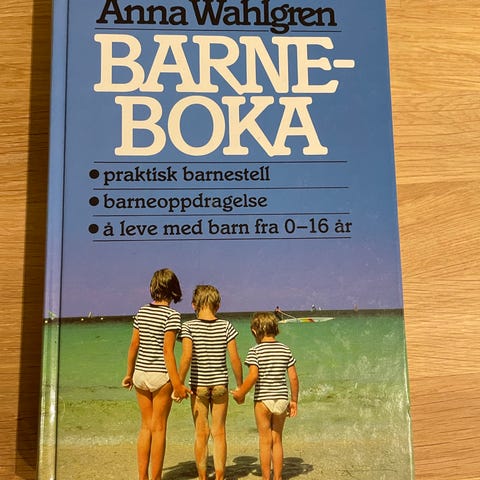 Anna Wahlgren
BARNE-
BOKA
• praktisk barnestell
• barneoppdragelse
• å leve med barn fra 0–16 år